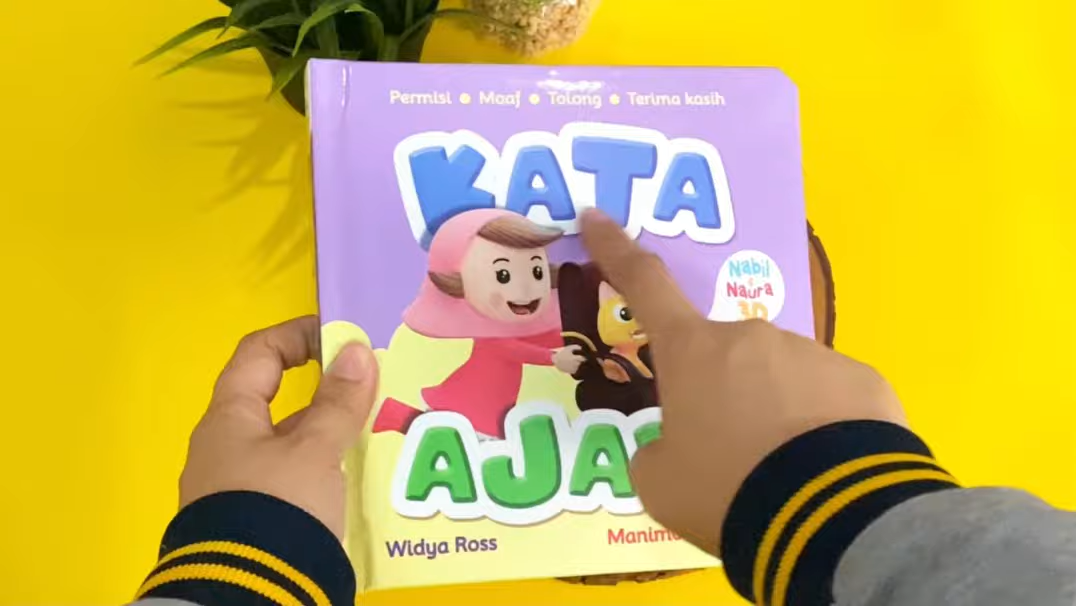 Permisi • Maaf • Tolong • Terima kasih
KATA
Nabil
&
Naura
3D
Widya Ross